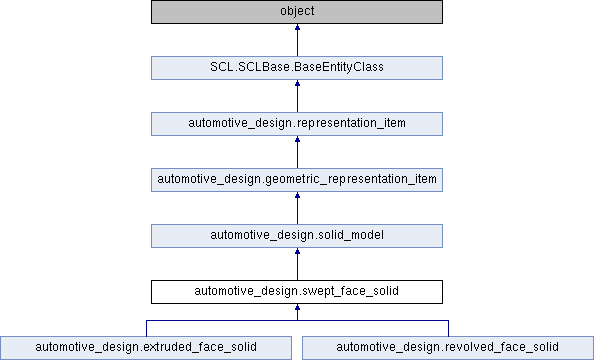 object
SCL.SCLBase.BaseEntityClass
automotive_design.representation_item
automotive_design.geometric_representation_item
automotive_design.solid_model
automotive_design.swept_face_solid
automotive_design.extruded_face_solid
automotive_design.revolved_face_solid